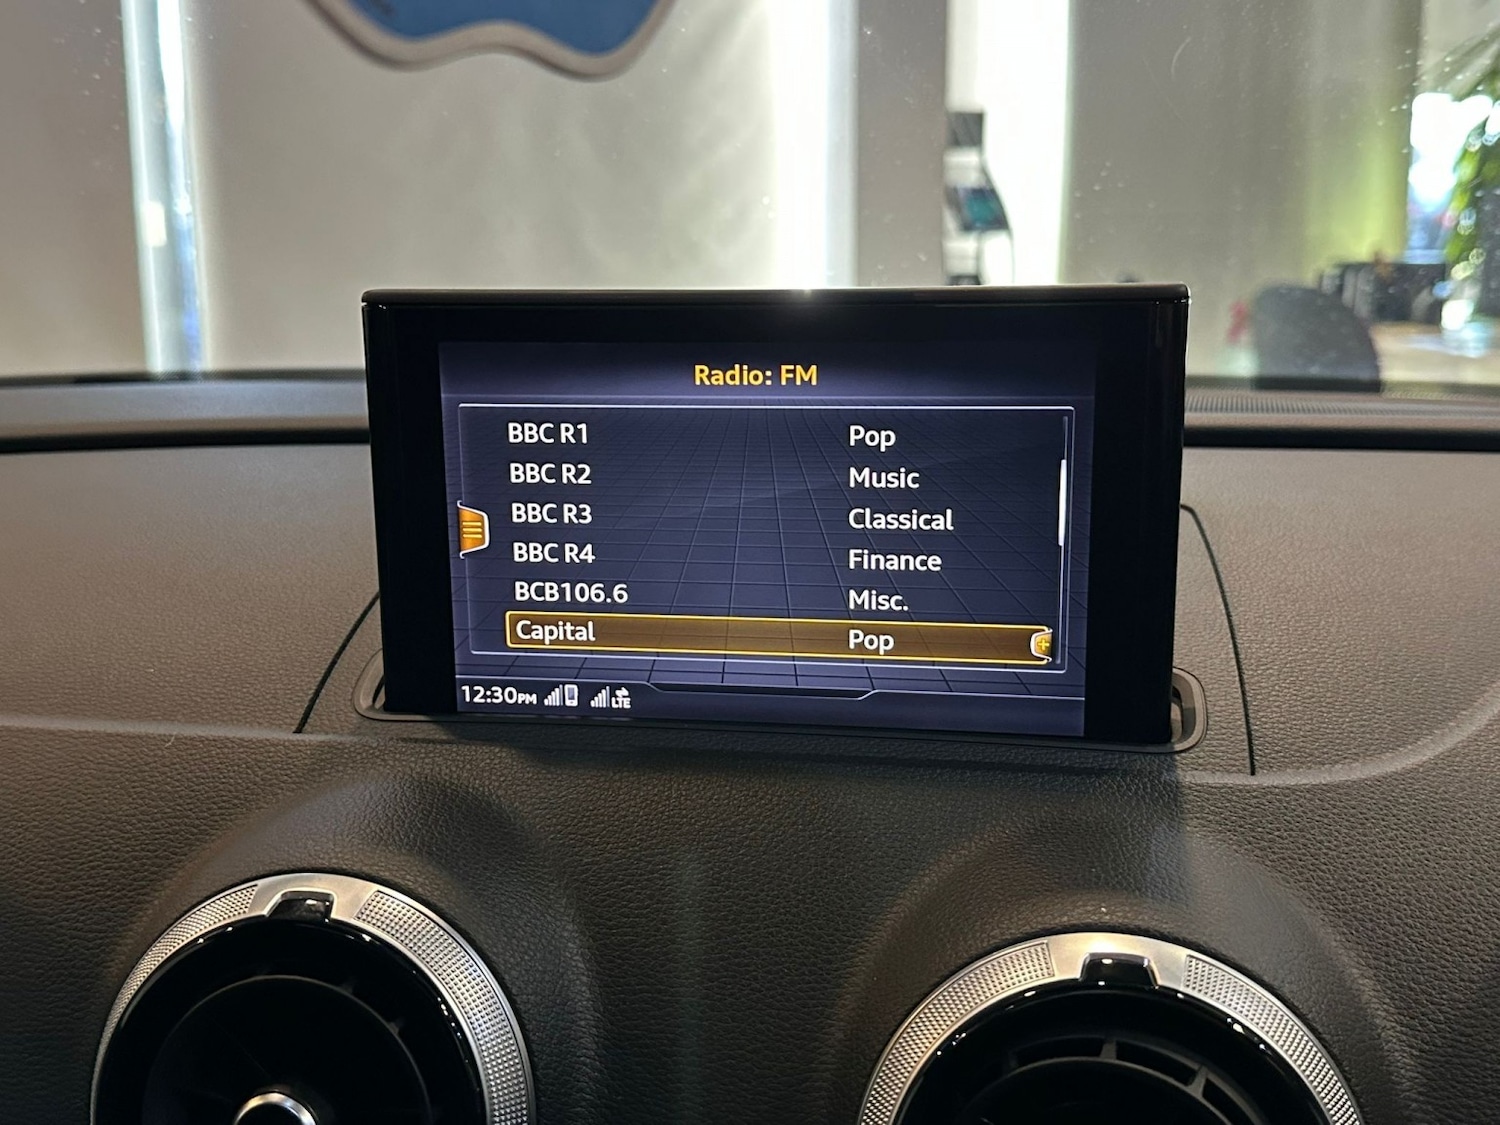 Radio: FM
BBC R1 Pop
BBC R2 Music
BBC R3 Classical
BBC R4 Finance
BCB106.6 Misc.
Capital Pop
12:30PM LTE